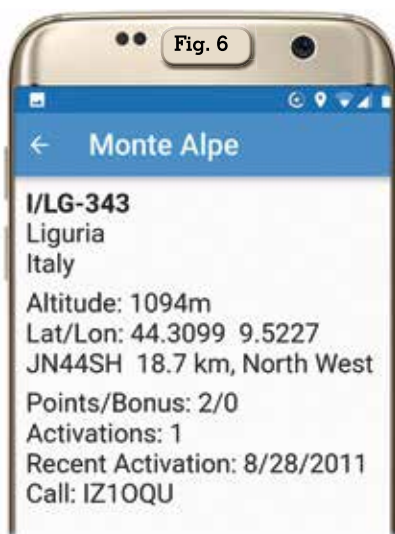 Fig. 6
Monte Alpe
I/LG-343
Liguria
Italy
Altitude: 1094m
Lat/Lon: 44.3099 9.5227
JN44SH 18.7 km, North West
Points/Bonus: 2/0
Activations: 1
Recent Activation: 8/28/2011
Call: IZ1OQU